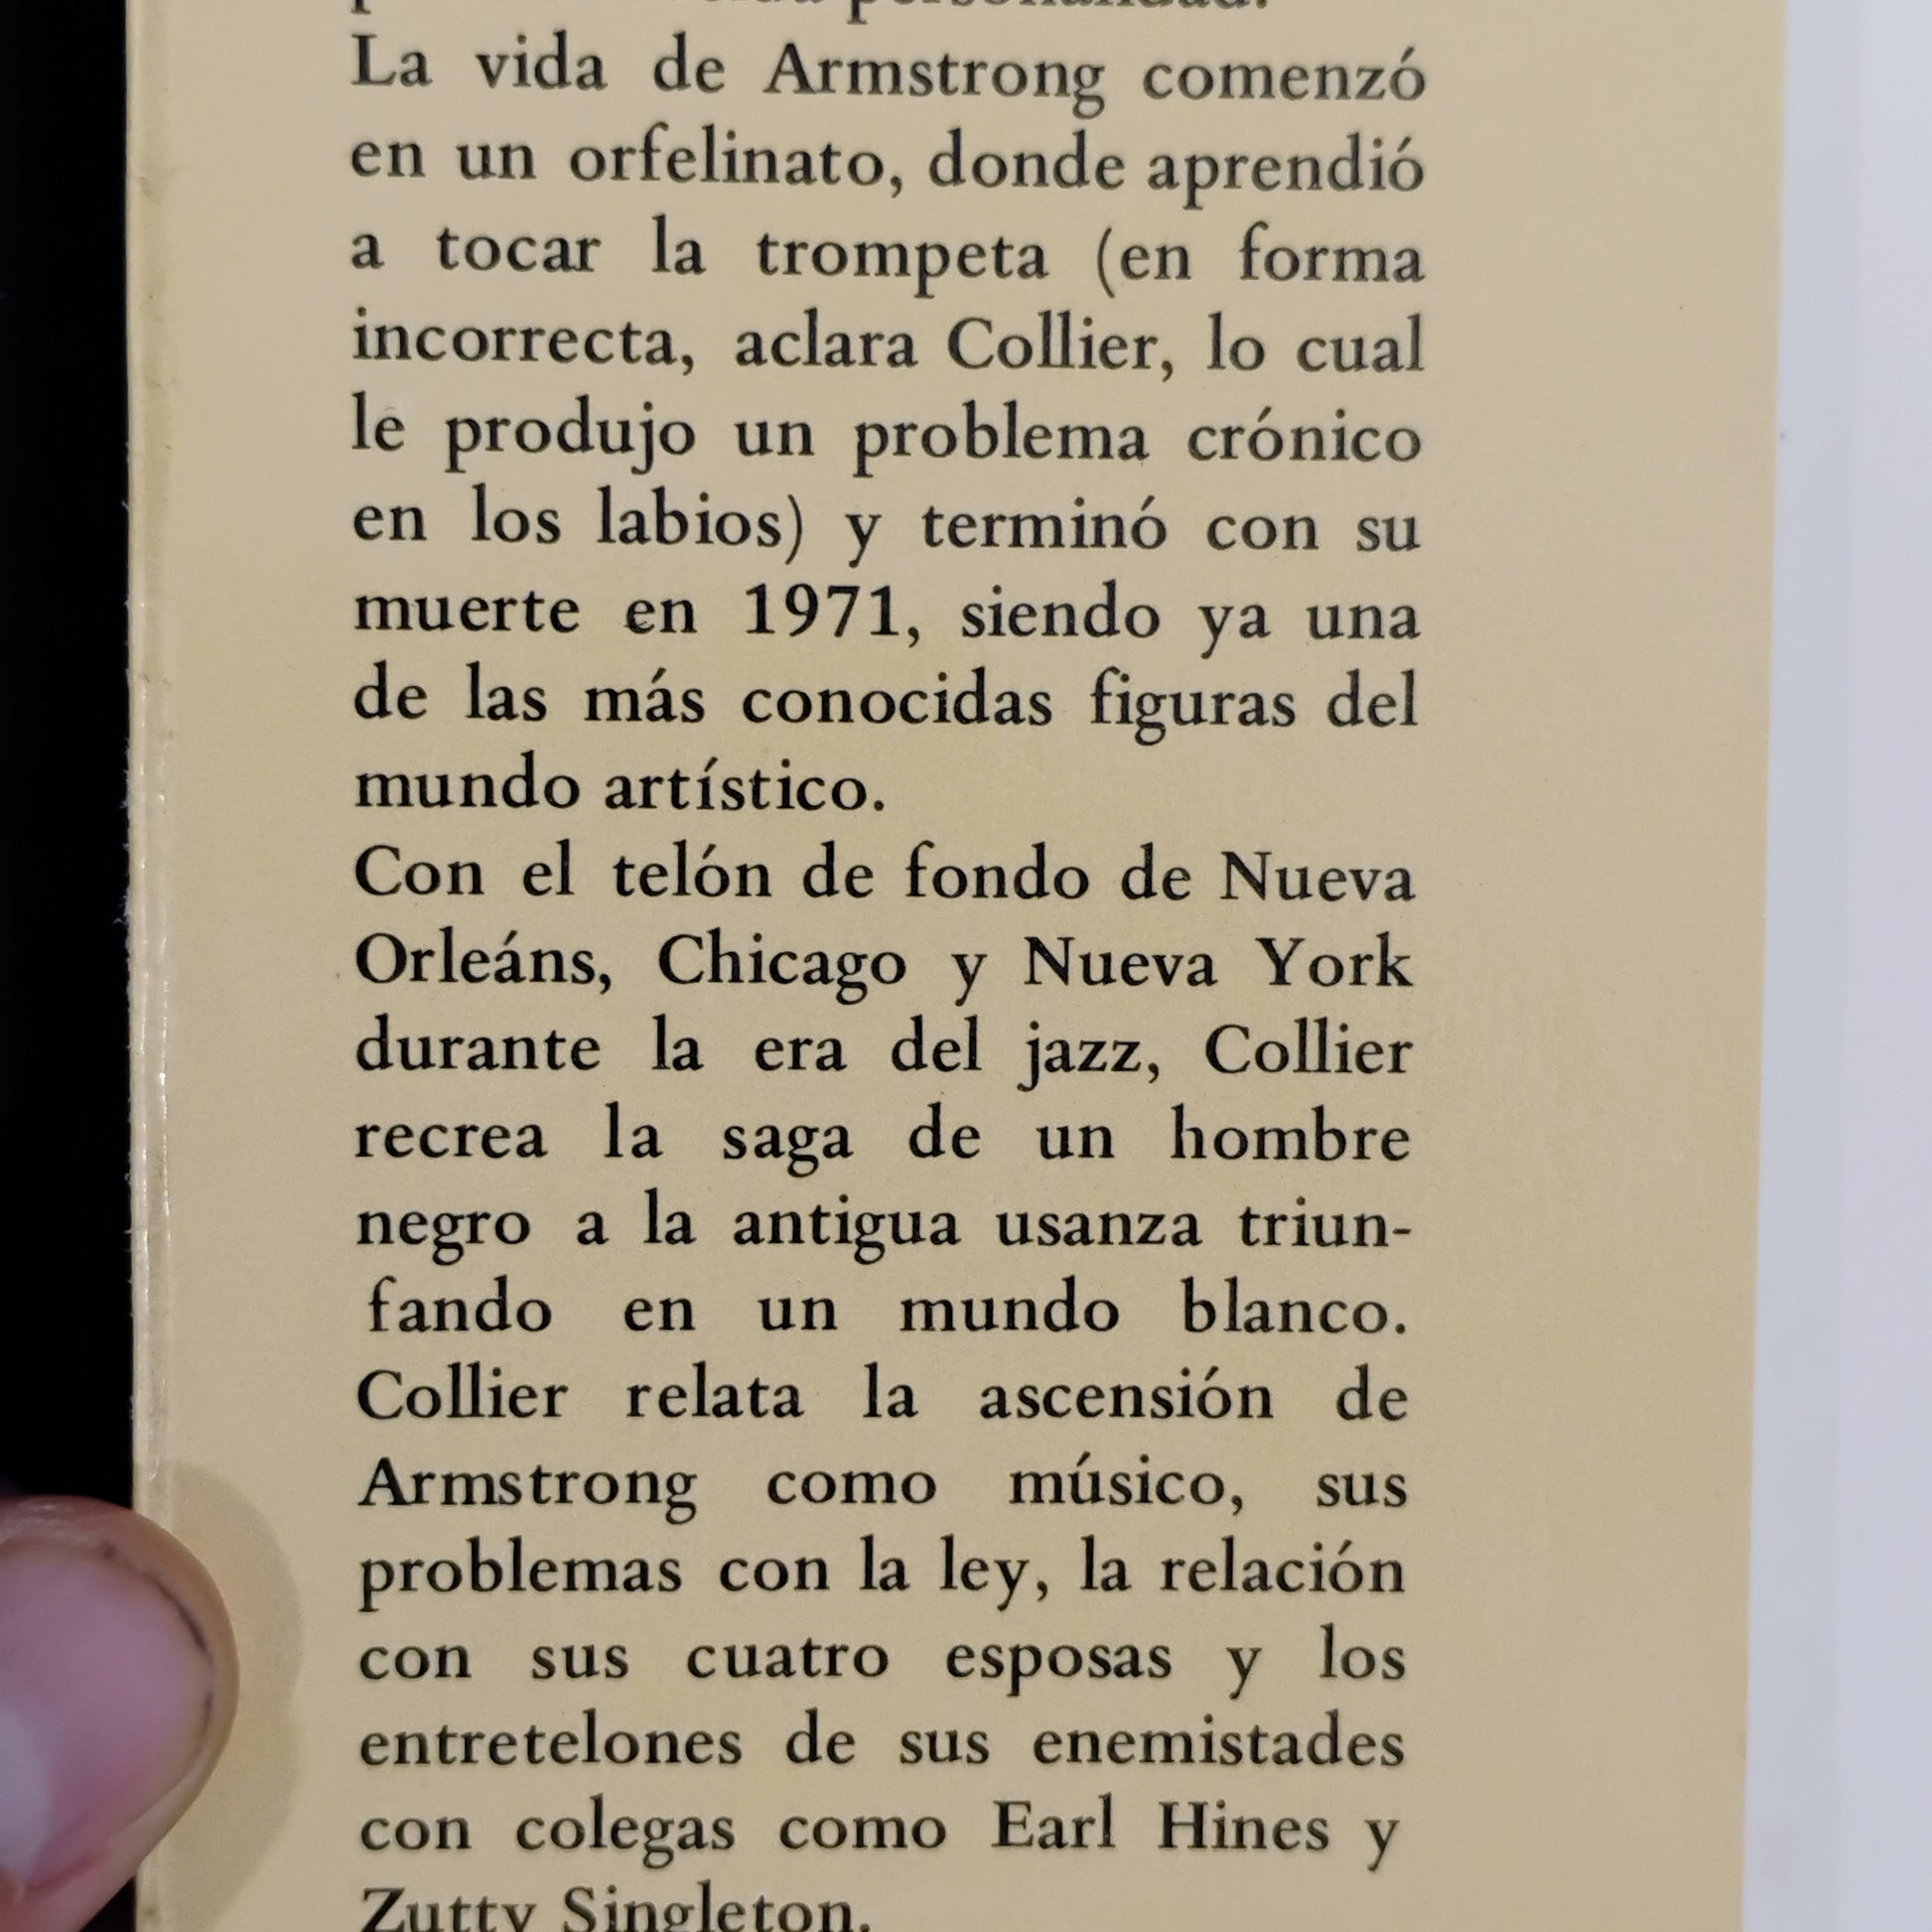 personalidad.
La vida de Armstrong comenzó
en un orfelinato, donde aprendió
a tocar la trompeta (en forma
incorrecta, aclara Collier, lo cual
le produjo un problema crónico
en los labios) y terminó con su
muerte en 1971, siendo ya una
de las más conocidas figuras del
mundo artístico.
Con el telón de fondo de Nueva
Orleáns, Chicago y Nueva York
durante la era del jazz, Collier
recrea la saga de un hombre
negro a la antigua usanza triun-
fando en un mundo blanco.
Collier relata la ascensión de
Armstrong como músico, sus
problemas con la ley, la relación
con sus cuatro esposas y los
entretelones de sus enemistades
con colegas como Earl Hines y
Zutty Singleton.